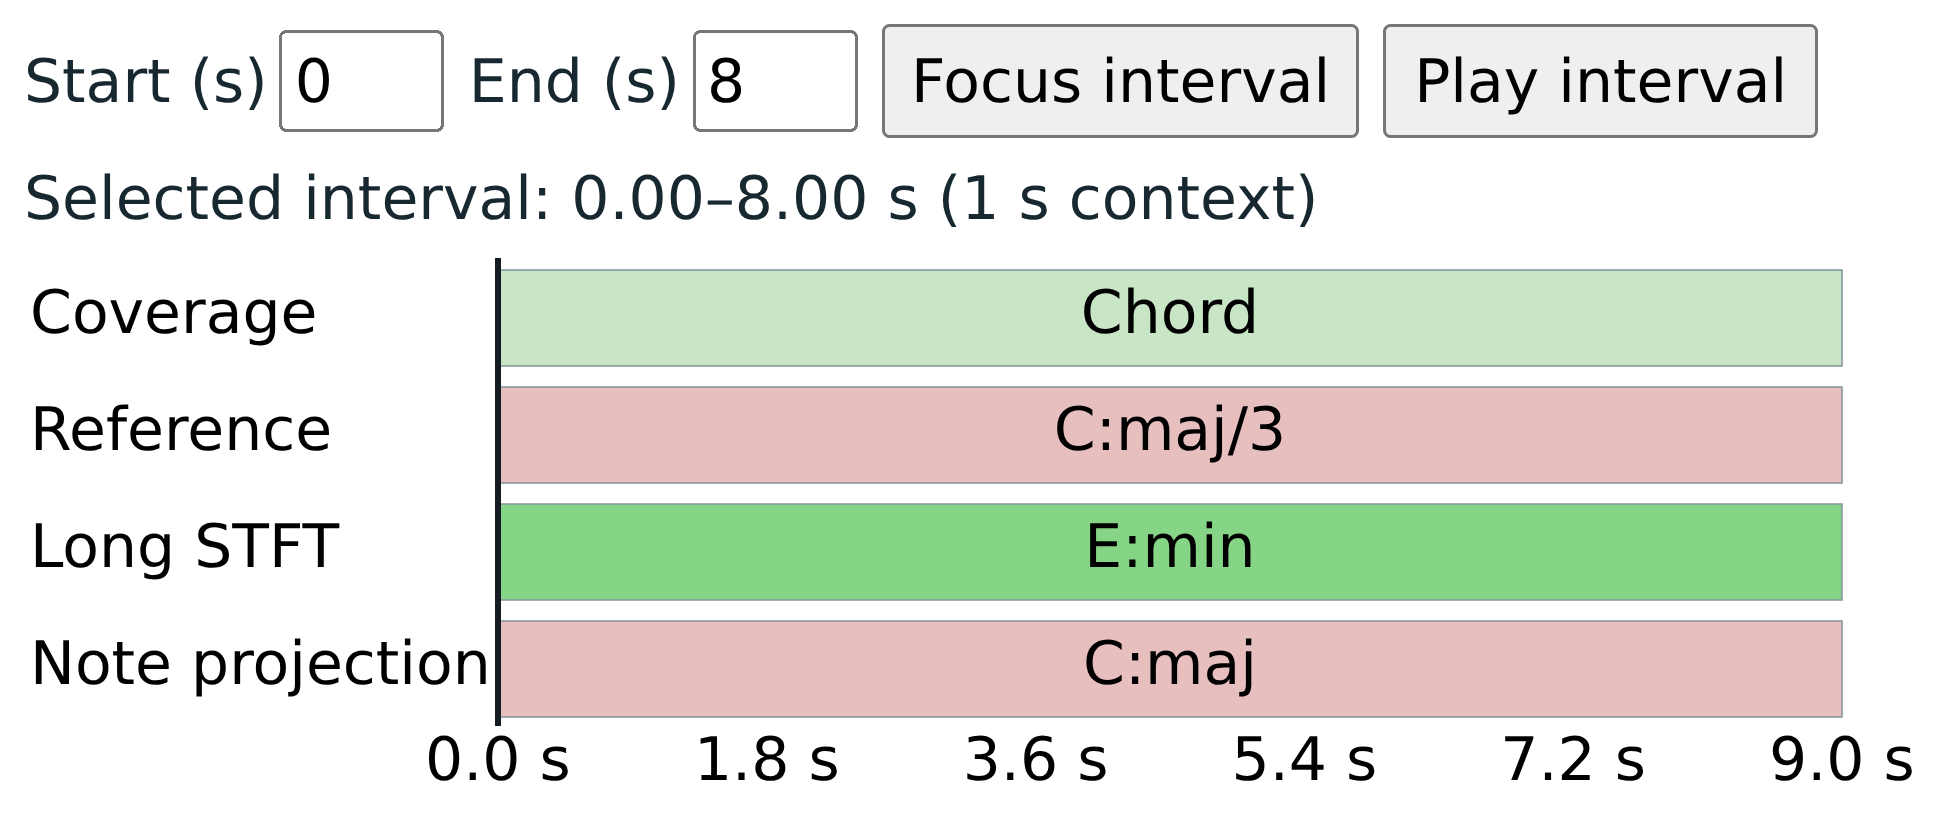 Start (s) 0 End (s) 8 Focus interval Play interval
Selected interval: 0.00–8.00 s (1 s context)
Coverage Chord
Reference C:maj/3
Long STFT E:min
Note projection C:maj
0.0 s 1.8 s 3.6 s 5.4 s 7.2 s 9.0 s